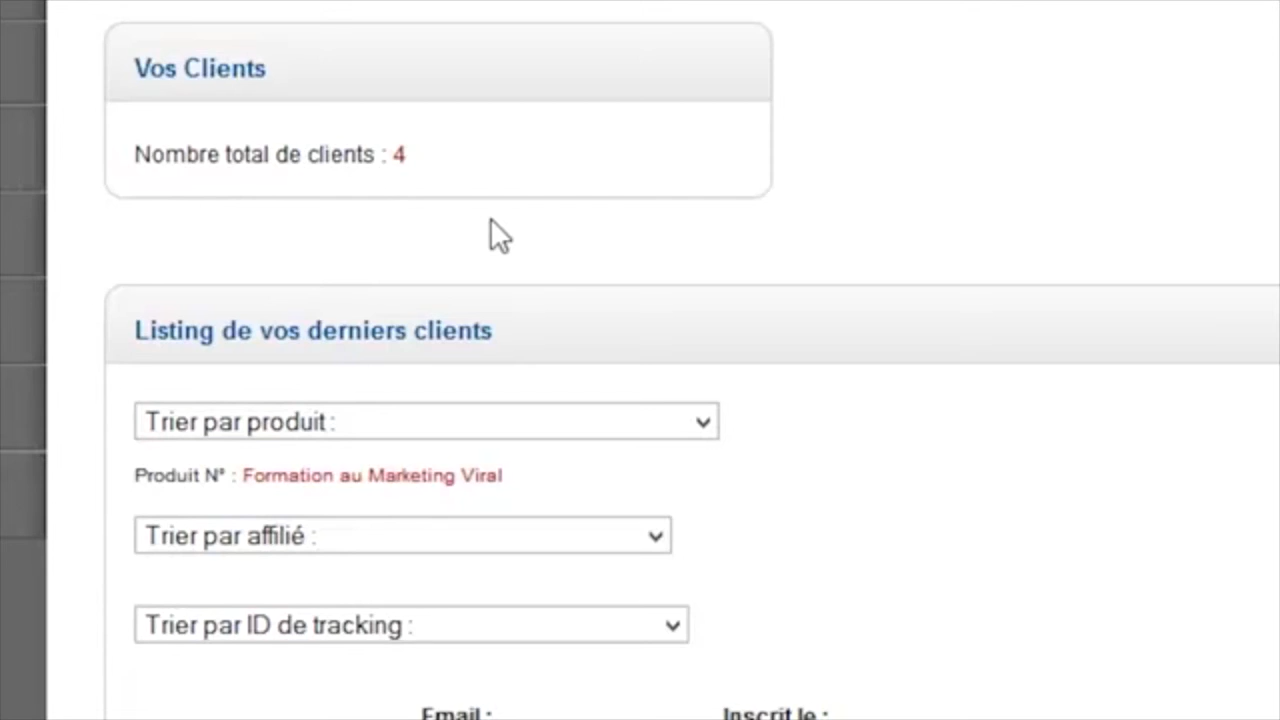 Vos Clients
Nombre total de clients : 4
Listing de vos derniers clients
Trier par produit :
Produit N° : Formation au Marketing Viral
Trier par affilié :
Trier par ID de tracking :
Email : Inscrit le :